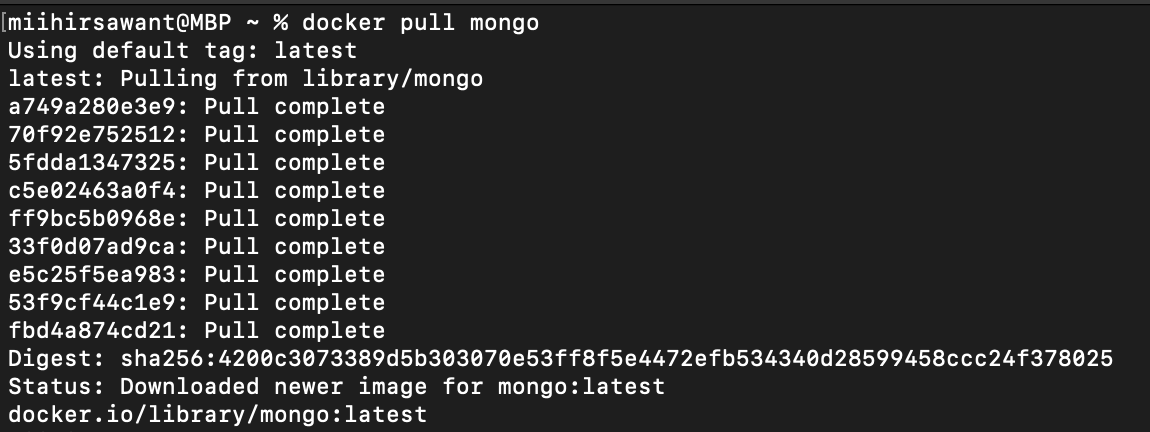 [miihirsawant@MBP ~ % docker pull mongo
Using default tag: latest
latest: Pulling from library/mongo
a749a280e3e9: Pull complete
70f92e752512: Pull complete
5fdda1347325: Pull complete
c5e02463a0f4: Pull complete
ff9bc5b0968e: Pull complete
33f0d07ad9ca: Pull complete
e5c25f5ea983: Pull complete
53f9cf44c1e9: Pull complete
fbd4a874cd21: Pull complete
Digest: sha256:4200c3073389d5b303070e53ff8f5e4472efb534340d28599458ccc24f378025
Status: Downloaded newer image for mongo:latest
docker.io/library/mongo:latest